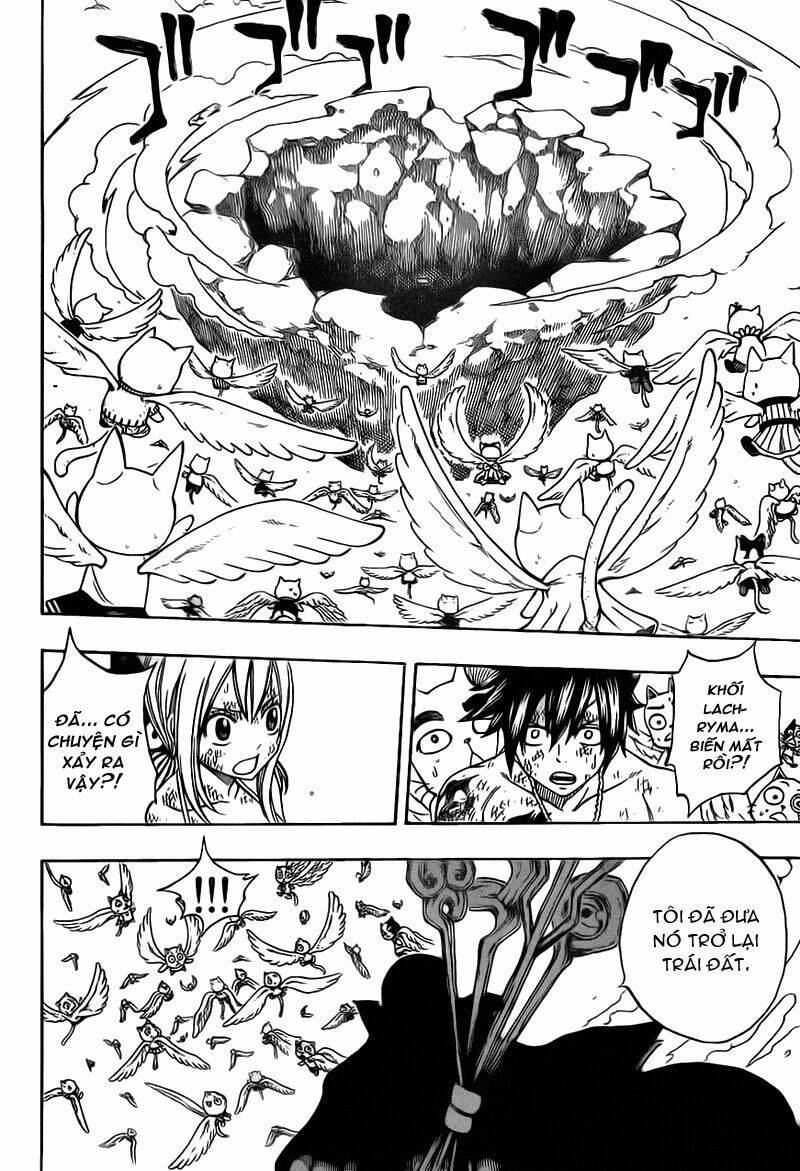 ゴゴゴゴゴゴ
KHỐI
LACH-
RYMA...
BIẾN MẤT
RỒI?!
ĐÃ... CÓ
CHUYỆN GÌ
XẢY RA
VẬY?!
!!!
TÔI ĐÃ ĐƯA
NÓ TRỞ LẠI
TRÁI ĐẤT.